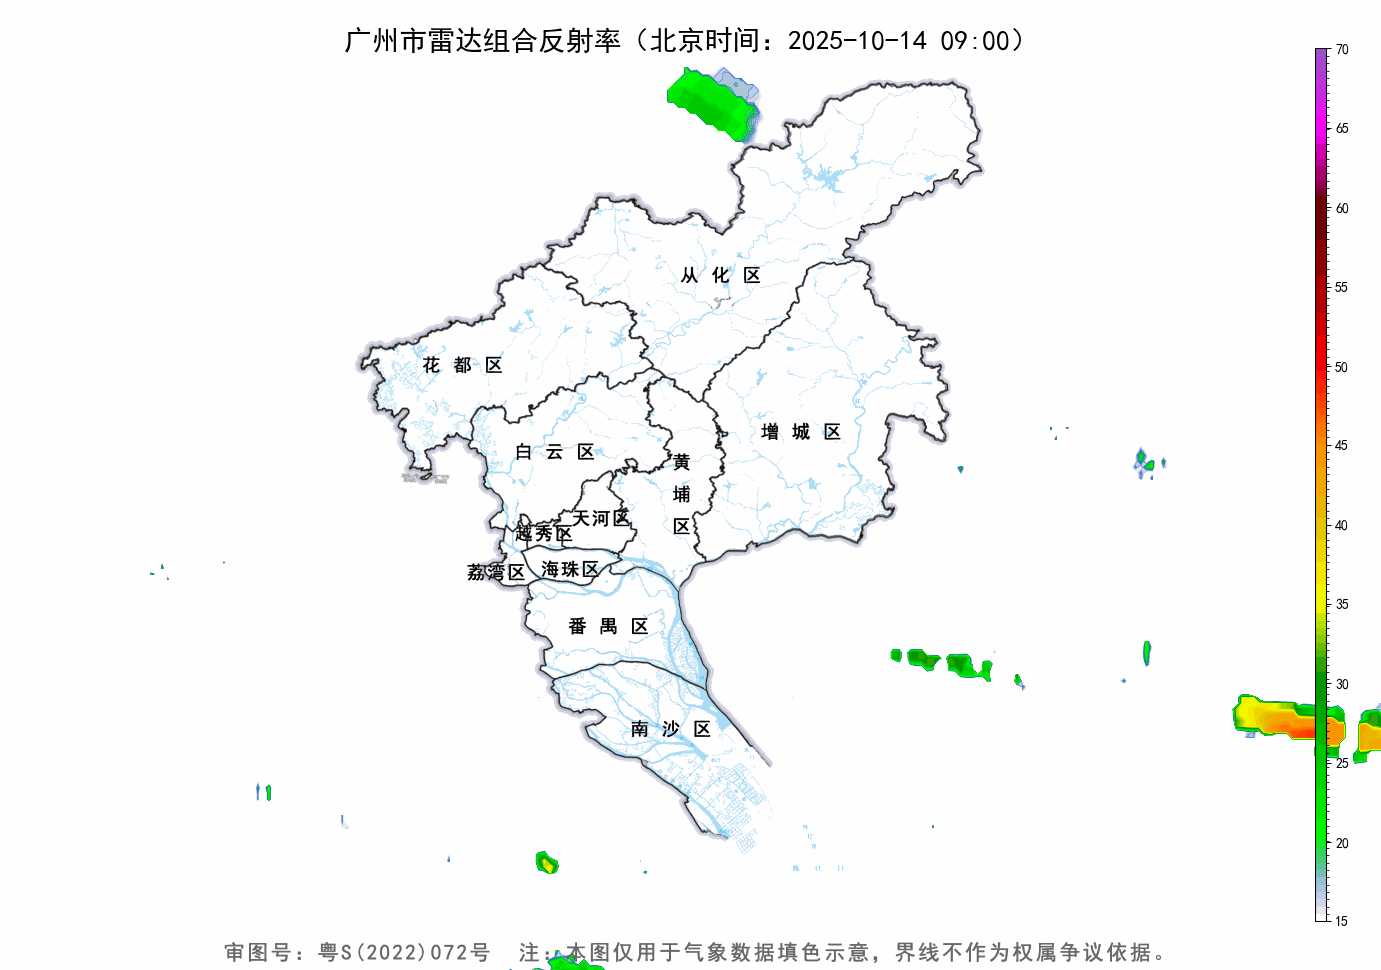 广州市雷达组合反射率（北京时间：2025-10-14 09:00）
70
65
60
55
50
45
40
35
30
25
20
15
从化区
花都区
增城区
白云区
黄埔区
天河区
越秀区
海珠区
荔湾区
番禺区
南沙区
审图号：粤S(2022)072号 注：本图仅用于气象数据填色示意，界线不作为权属争议依据。